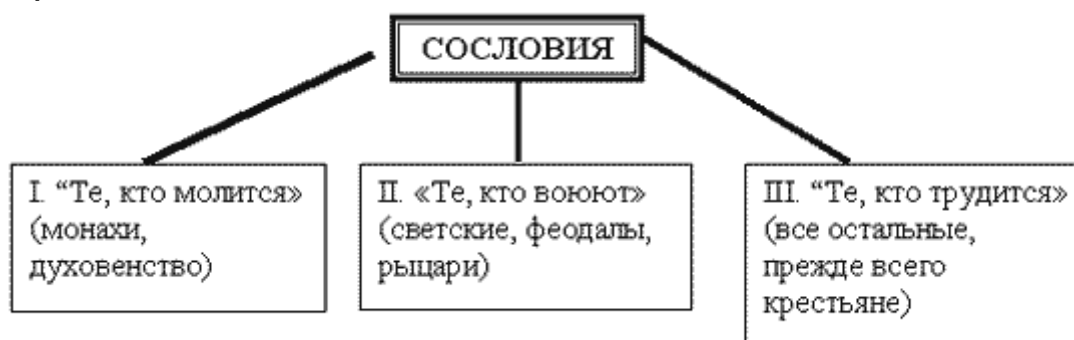 СОСЛОВИЯ
I. “Те, кто молится»
(монахи,
духовенство)
II. «Те, кто воюют»
(светские, феодалы,
рыцари)
III. “Те, кто трудится»
(все остальные,
прежде всего
крестьяне)